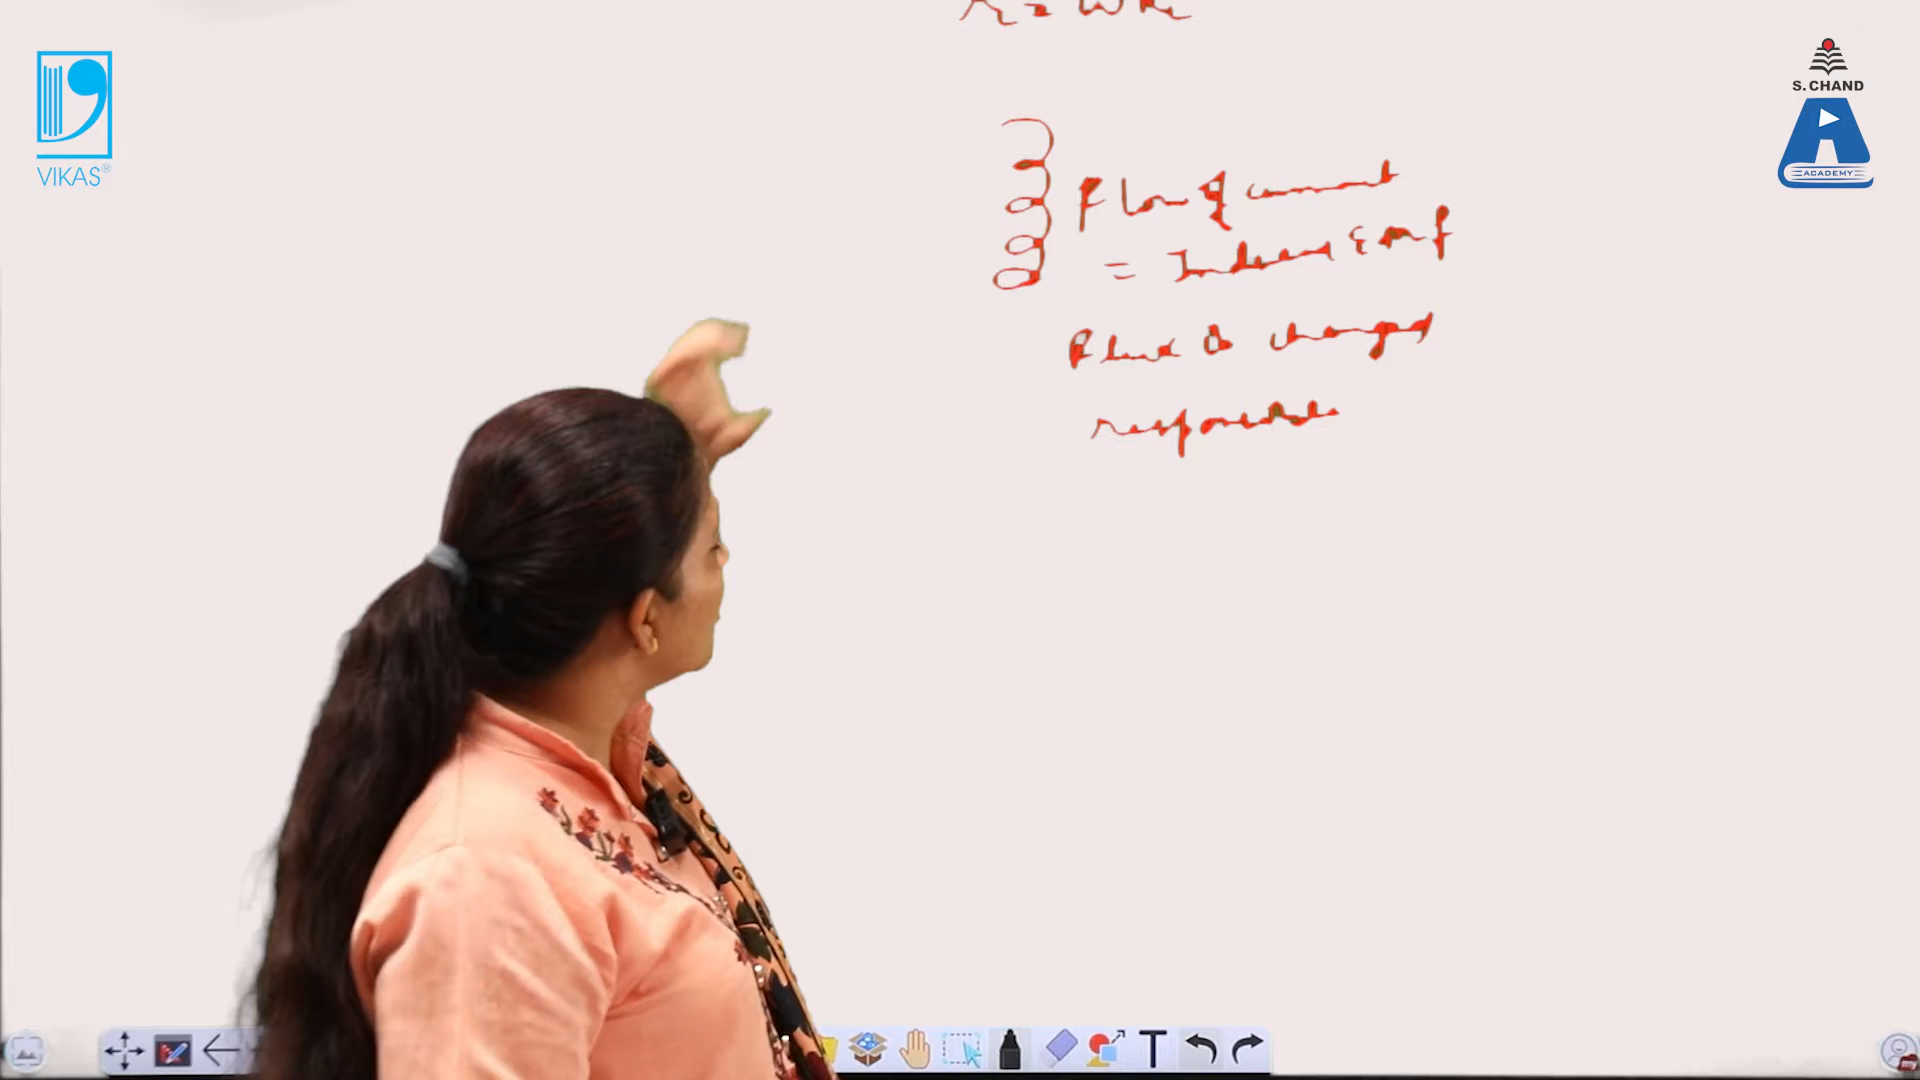 VIKAS®
S. CHAND
ACADEMY
Flow of current
= Induced Emf
Flux is changed
responsible
T